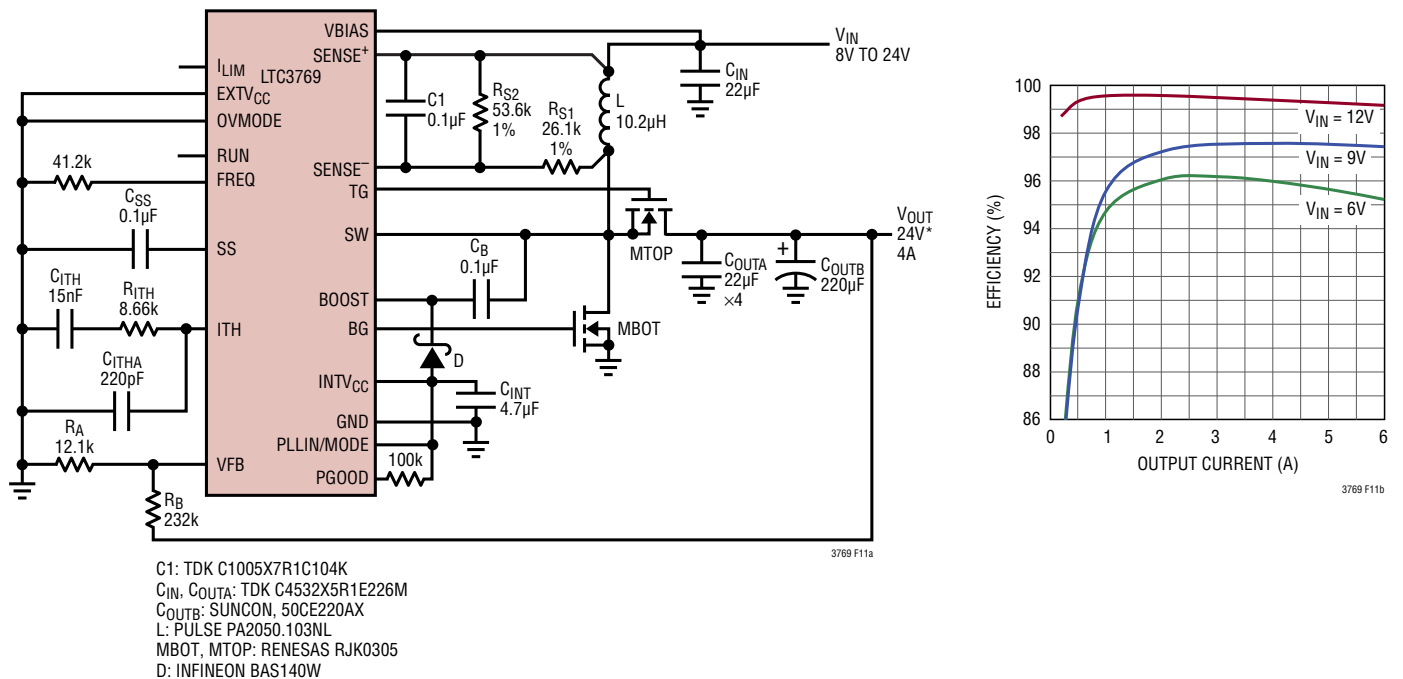 VBIAS
SENSE+
LTC3769
ILIM
EXTVCC
OVMODE
RUN
FREQ
41.2k
CSS
0.1µF
SS
CITH
15nF
RITH
8.66k
ITH
CITHA
220pF
RA
12.1k
VFB
RB
232k
SENSE–
TG
SW
BOOST
BG
INTVCC
GND
PLLIN/MODE
PGOOD
100k
C1
0.1µF
RS2
53.6k
1%
RS1
26.1k
1%
L
10.2µH
CIN
22µF
VIN
8V TO 24V
MTOP
CB
0.1µF
MBOT
D
CINT
4.7µF
COUTA
22µF
×4
+
COUTB
220µF
VOUT
24V*
4A
3769 F11a
C1: TDK C1005X7R1C104K
CIN, COUTA: TDK C4532X5R1E226M
COUTB: SUNCON, 50CE220AX
L: PULSE PA2050.103NL
MBOT, MTOP: RENESAS RJK0305
D: INFINEON BAS140W
EFFICIENCY (%)
100
98
96
94
92
90
88
86
VIN = 12V
VIN = 9V
VIN = 6V
0 1 2 3 4 5 6
OUTPUT CURRENT (A)
3769 F11b